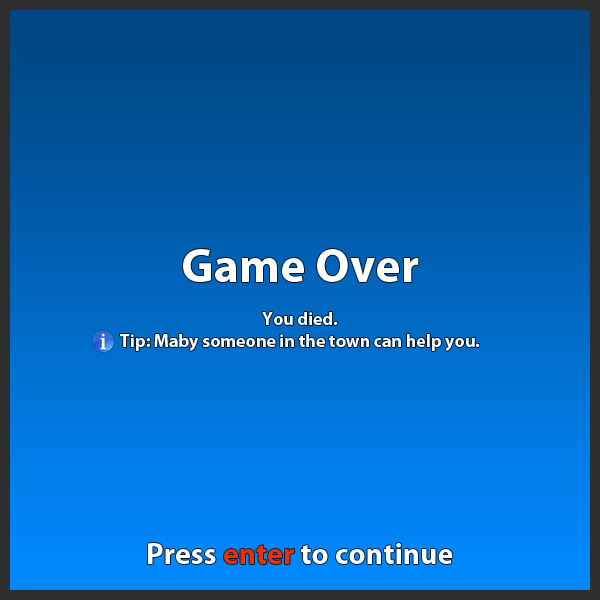 Game Over
You died.
i Tip: Maby someone in the town can help you.
Press enter to continue